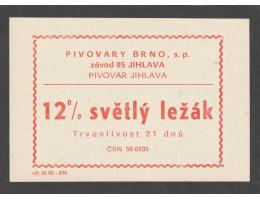 PIVOVARY BRNO, s.p.
závod 05 JIHLAVA
PIVOVAR JIHLAVA
12% světlý ležák
Trvanlivost 21 dnů
ČSN 56 6635